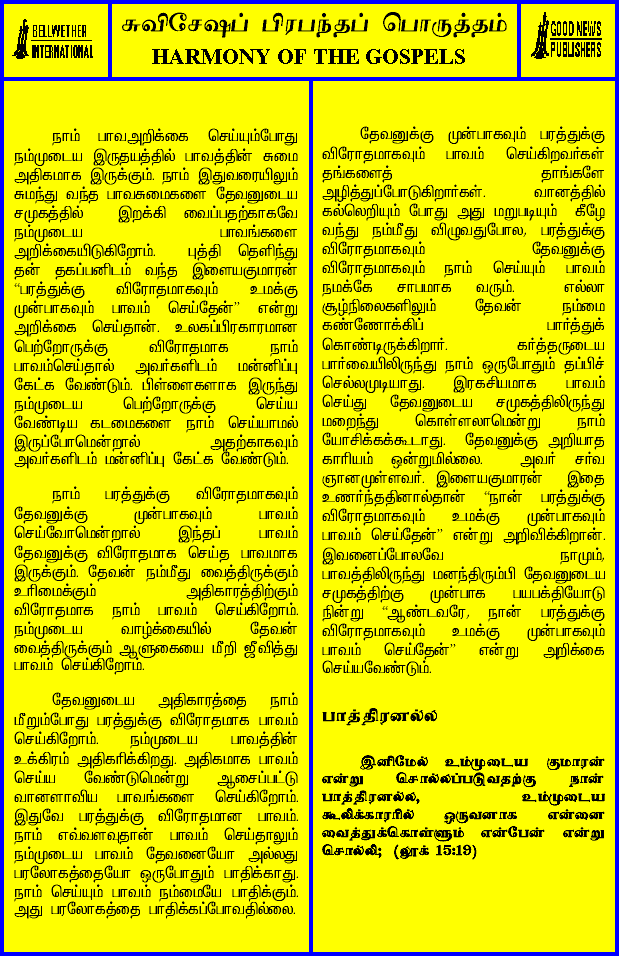 BELLWETHER
INTERNATIONAL
சுவிசேஷப் பிரபந்தப் பொருத்தம்
HARMONY OF THE GOSPELS
GOOD NEWS
PUBLISHERS
நாம் பாவஅறிக்கை செய்யும்போது
நம்முடைய இருதயத்தில் பாவத்தின் சுமை
அதிகமாக இருக்கும். நாம் இதுவரையிலும்
சுமந்து வந்த பாவசுமைகளை தேவனுடைய
சமுகத்தில் இறக்கி வைப்பதற்காகவே
நம்முடைய பாவங்களை
அறிக்கையிடுகிறோம். புத்தி தெளிந்து
தன் தகப்பனிடம் வந்த இளையகுமாரன்
“பரத்துக்கு விரோதமாகவும் உமக்கு
முன்பாகவும் பாவம் செய்தேன்” என்று
அறிக்கை செய்தான். உலகப்பிரகாரமான
பெற்றோருக்கு விரோதமாக நாம்
பாவம்செய்தால் அவர்களிடம் மன்னிப்பு
கேட்க வேண்டும். பிள்ளைகளாக இருந்து
நம்முடைய பெற்றோருக்கு செய்ய
வேண்டிய கடமைகளை நாம் செய்யாமல்
இருப்போமென்றால் அதற்காகவும்
அவர்களிடம் மன்னிப்பு கேட்க வேண்டும்.
நாம் பரத்துக்கு விரோதமாகவும்
தேவனுக்கு முன்பாகவும் பாவம்
செய்வோமென்றால் இந்தப் பாவம்
தேவனுக்கு விரோதமாக செய்த பாவமாக
இருக்கும். தேவன் நம்மீது வைத்திருக்கும்
உரிமைக்கும் அதிகாரத்திற்கும்
விரோதமாக நாம் பாவம் செய்கிறோம்.
நம்முடைய வாழ்க்கையில் தேவன்
வைத்திருக்கும் ஆளுகையை மீறி ஜீவித்து
பாவம் செய்கிறோம்.
தேவனுடைய அதிகாரத்தை நாம்
மீறும்போது பரத்துக்கு விரோதமாக பாவம்
செய்கிறோம். நம்முடைய பாவத்தின்
உக்கிரம் அதிகரிக்கிறது. அதிகமாக பாவம்
செய்ய வேண்டுமென்று ஆசைப்பட்டு
வானளாவிய பாவங்களை செய்கிறோம்.
இதுவே பரத்துக்கு விரோதமான பாவம்.
நாம் எவ்வளவுதான் பாவம் செய்தாலும்
நம்முடைய பாவம் தேவனையோ அல்லது
பரலோகத்தையோ ஒருபோதும் பாதிக்காது.
நாம் செய்யும் பாவம் நம்மையே பாதிக்கும்.
அது பரலோகத்தை பாதிக்கப்போவதில்லை.
தேவனுக்கு முன்பாகவும் பரத்துக்கு
விரோதமாகவும் பாவம் செய்கிறவர்கள்
தங்களைத் தாங்களே
அழித்துப்போடுகிறார்கள். வானத்தில்
கல்லெறியும் போது அது மறுபடியும் கீழே
வந்து நம்மீது விழுவதுபோல, பரத்துக்கு
விரோதமாகவும் தேவனுக்கு
விரோதமாகவும் நாம் செய்யும் பாவம்
நமக்கே சாபமாக வரும். எல்லா
சூழ்நிலைகளிலும் தேவன் நம்மை
கண்ணோக்கிப் பார்த்துக்
கொண்டிருக்கிறார். கர்த்தருடைய
பார்வையிலிருந்து நாம் ஒருபோதும் தப்பிச்
செல்லமுடியாது. இரகசியமாக பாவம்
செய்து தேவனுடைய சமுகத்திலிருந்து
மறைந்து கொள்ளலாமென்று நாம்
யோசிக்கக்கூடாது. தேவனுக்கு அறியாத
காரியம் ஒன்றுமில்லை. அவர் சர்வ
ஞானமுள்ளவர். இளையகுமாரன் இதை
உணர்ந்ததினால்தான் “நான் பரத்துக்கு
விரோதமாகவும் உமக்கு முன்பாகவும்
பாவம் செய்தேன்” என்று அறிவிக்கிறான்.
இவனைப்போலவே நாமும்,
பாவத்திலிருந்து மனந்திரும்பி தேவனுடைய
சமுகத்திற்கு முன்பாக பயபக்தியோடு
நின்று “ஆண்டவரே, நான் பரத்துக்கு
விரோதமாகவும் உமக்கு முன்பாகவும்
பாவம் செய்தேன்” என்று அறிக்கை
செய்யவேண்டும்.
பாத்திரனல்ல
இனிமேல் உம்முடைய குமாரன்
என்று சொல்லப்படுவதற்கு நான்
பாத்திரனல்ல, உம்முடைய
கூலிக்காரரில் ஒருவனாக என்னை
வைத்துக்கொள்ளும் என்பேன் என்று
சொல்லி; (லூக் 15:19)